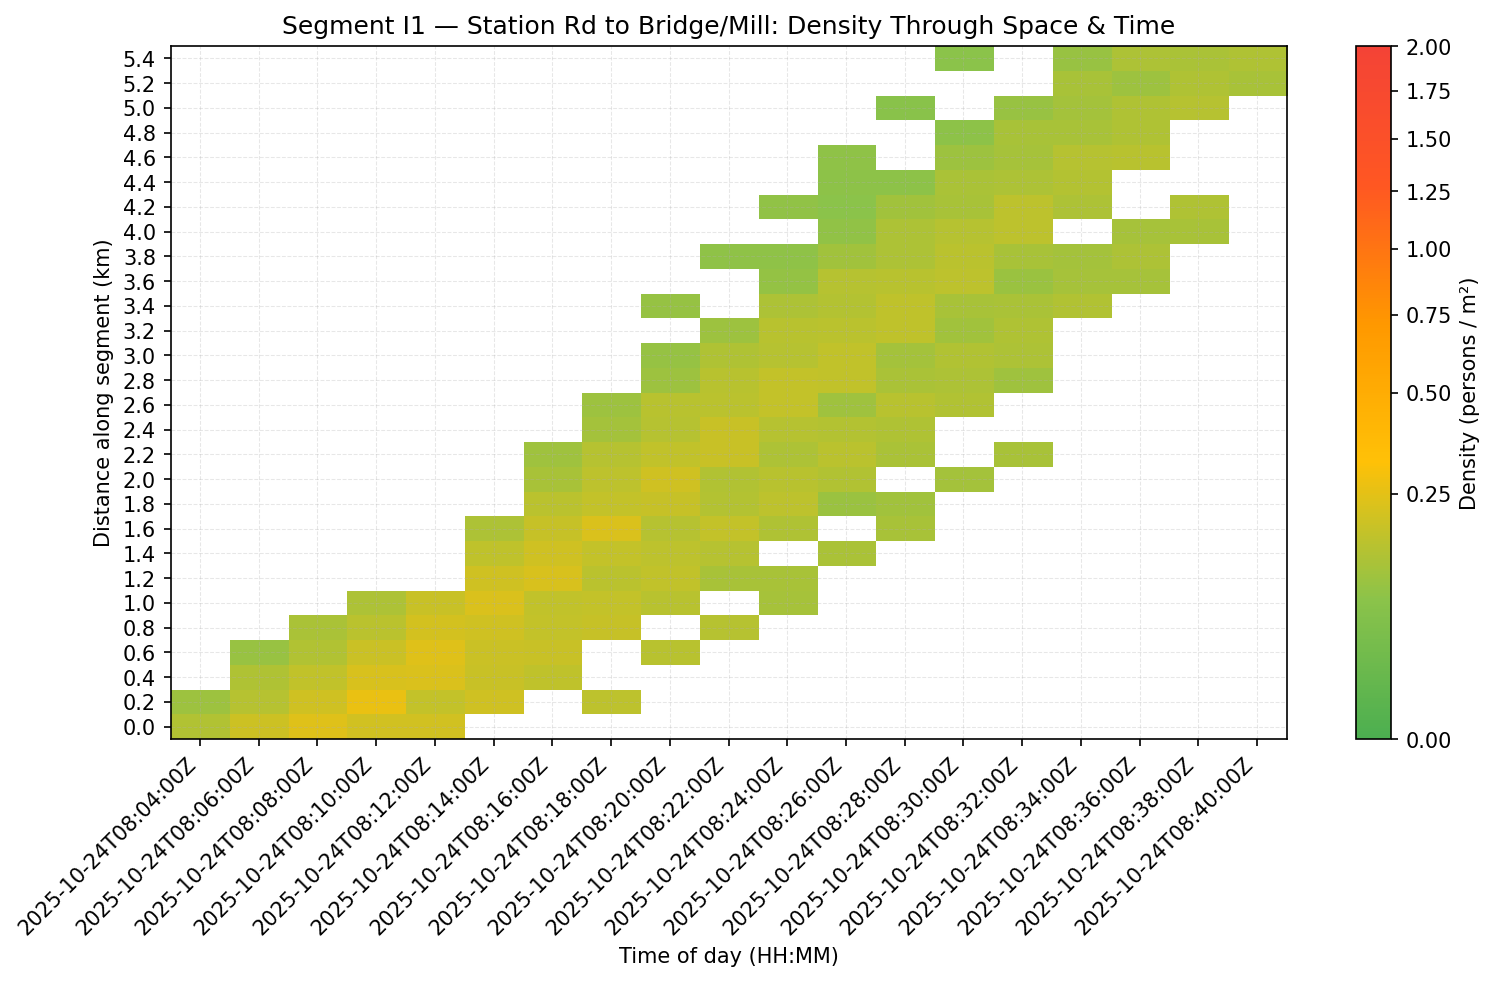 Segment I1 — Station Rd to Bridge/Mill: Density Through Space & Time
Distance along segment (km)
5.4
5.2
5.0
4.8
4.6
4.4
4.2
4.0
3.8
3.6
3.4
3.2
3.0
2.8
2.6
2.4
2.2
2.0
1.8
1.6
1.4
1.2
1.0
0.8
0.6
0.4
0.2
0.0
2025-10-24T08:04:00Z
2025-10-24T08:06:00Z
2025-10-24T08:08:00Z
2025-10-24T08:10:00Z
2025-10-24T08:12:00Z
2025-10-24T08:14:00Z
2025-10-24T08:16:00Z
2025-10-24T08:18:00Z
2025-10-24T08:20:00Z
2025-10-24T08:22:00Z
2025-10-24T08:24:00Z
2025-10-24T08:26:00Z
2025-10-24T08:28:00Z
2025-10-24T08:30:00Z
2025-10-24T08:32:00Z
2025-10-24T08:34:00Z
2025-10-24T08:36:00Z
2025-10-24T08:38:00Z
2025-10-24T08:40:00Z
Time of day (HH:MM)
2.00
1.75
1.50
1.25
1.00
0.75
0.50
0.25
0.00
Density (persons / m²)